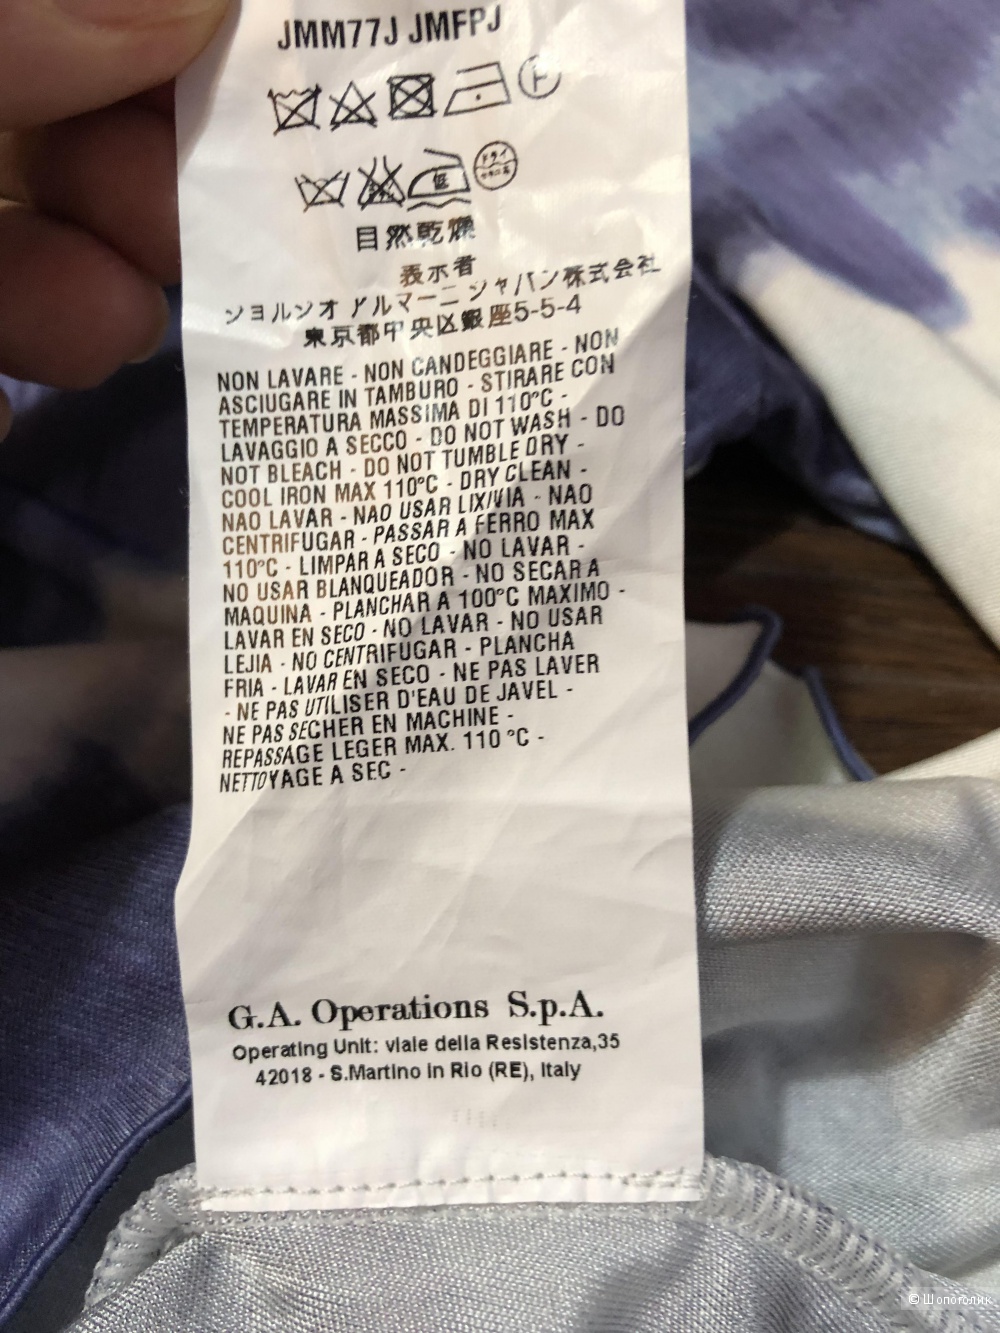 JMM77J JMFPJ
F
ドライ
低
自然乾燥
表示者
ジョルジオ アルマーニ ジャパン株式会社
東京都中央区銀座5-5-4
NON LAVARE - NON CANDEGGIARE - NON
ASCIUGARE IN TAMBURO - STIRARE CON
TEMPERATURA MASSIMA DI 110°C -
LAVAGGIO A SECCO - DO NOT WASH - DO
NOT BLEACH - DO NOT TUMBLE DRY -
COOL IRON MAX 110°C - DRY CLEAN -
NAO LAVAR - NAO USAR LIXIVIA - NAO
CENTRIFUGAR - PASSAR A FERRO MAX
110°C - LIMPAR A SECO - NO LAVAR -
NO USAR BLANQUEADOR - NO SECAR A
MAQUINA - PLANCHAR A 100°C MAXIMO -
LAVAR EN SECO - NO LAVAR - NO USAR
LEJIA - NO CENTRIFUGAR - PLANCHA
FRIA - LAVAR EN SECO - NE PAS LAVER
- NE PAS UTILISER D'EAU DE JAVEL -
NE PAS SECHER EN MACHINE -
REPASSAGE LEGER MAX. 110 °C -
NETTOYAGE A SEC -
G.A. Operations S.p.A.
Operating Unit: viale della Resistenza,35
42018 - S.Martino in Rio (RE), Italy
© Шопоголик